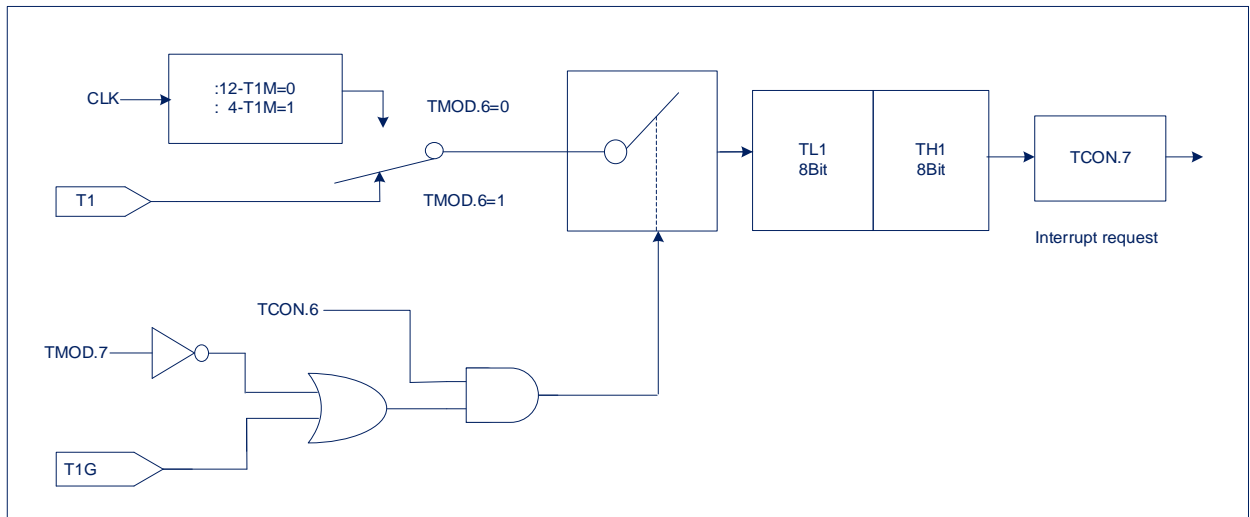 CLK
:12-T1M=0
: 4-T1M=1
TMOD.6=0
T1
TMOD.6=1
TL1
8Bit
TH1
8Bit
TCON.7
Interrupt request
TCON.6
TMOD.7
T1G